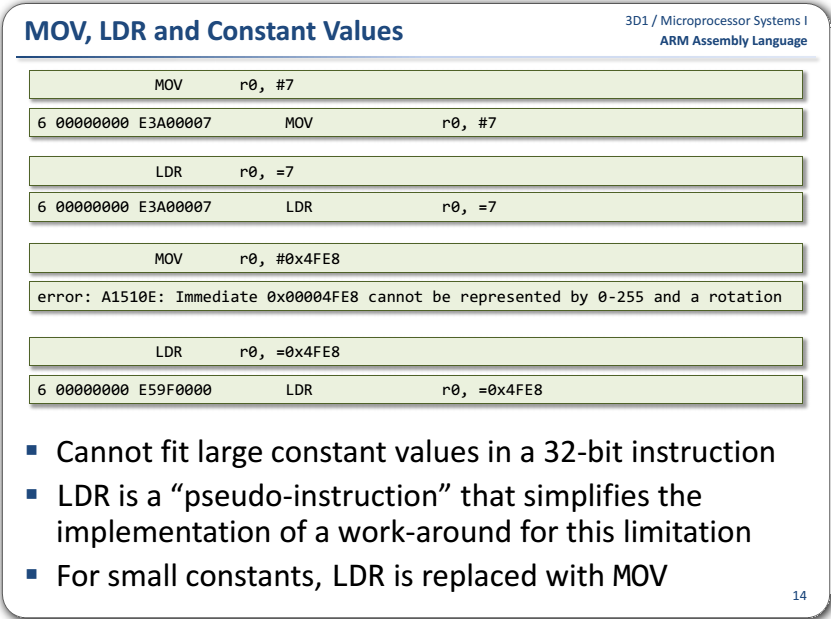 MOV, LDR and Constant Values
3D1 / Microprocessor Systems I
ARM Assembly Language
MOV r0, #7
6 00000000 E3A00007 MOV r0, #7
LDR r0, =7
6 00000000 E3A00007 LDR r0, =7
MOV r0, #0x4FE8
error: A1510E: Immediate 0x00004FE8 cannot be represented by 0-255 and a rotation
LDR r0, =0x4FE8
6 00000000 E59F0000 LDR r0, =0x4FE8
▪ Cannot fit large constant values in a 32-bit instruction
▪ LDR is a “pseudo-instruction” that simplifies the
implementation of a work-around for this limitation
▪ For small constants, LDR is replaced with MOV
14